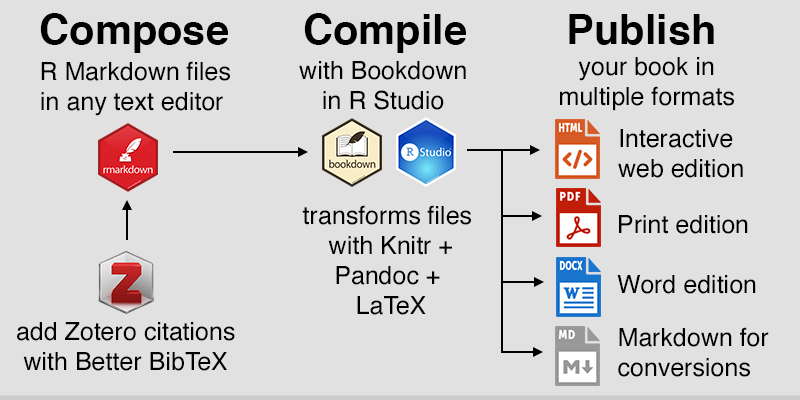 Compose
R Markdown files
in any text editor
rmarkdown
Z
add Zotero citations
with Better BibTeX
Compile
with Bookdown
in R Studio
bookdown
R Studio
transforms files
with Knitr +
Pandoc +
LaTeX
Publish
your book in
multiple formats
HTML
</>
Interactive
web edition
PDF
Print edition
DOCX
W
Word edition
MD
M↓
Markdown for
conversions